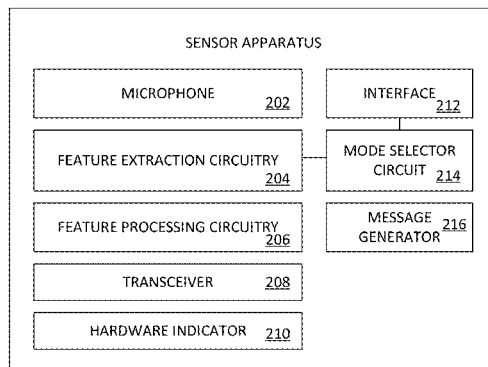 SENSOR APPARATUS
MICROPHONE
202
INTERFACE
212
FEATURE EXTRACTION CIRCUITRY
204
MODE SELECTOR
CIRCUIT
214
FEATURE PROCESSING CIRCUITRY
206
MESSAGE
GENERATOR
216
TRANSCEIVER
208
HARDWARE INDICATOR
210